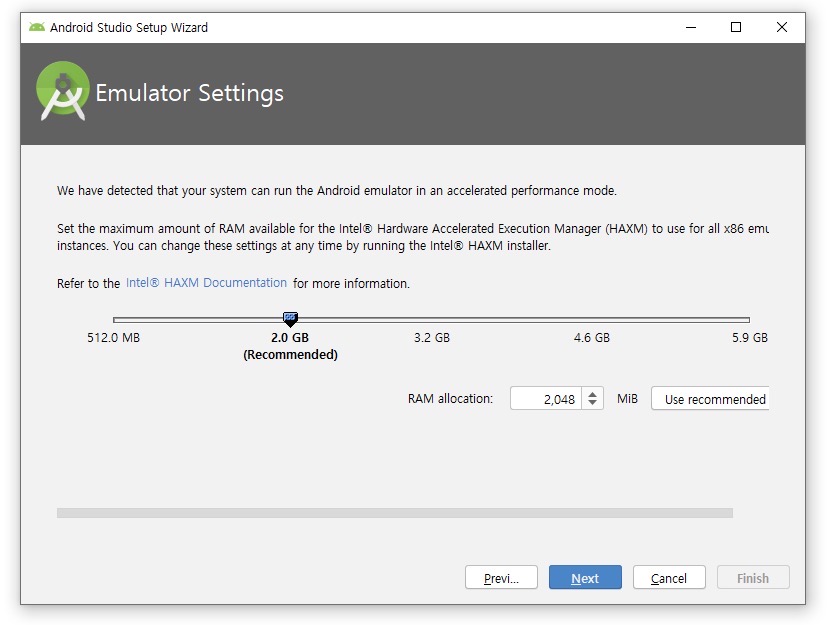 Android Studio Setup Wizard
Emulator Settings
We have detected that your system can run the Android emulator in an accelerated performance mode.
Set the maximum amount of RAM available for the Intel® Hardware Accelerated Execution Manager (HAXM) to use for all x86 emu
instances. You can change these settings at any time by running the Intel® HAXM installer.
Refer to the Intel® HAXM Documentation for more information.
512.0 MB 2.0 GB 3.2 GB 4.6 GB 5.9 GB
(Recommended)
RAM allocation: 2,048 MiB Use recommended
Previ... Next Cancel Finish